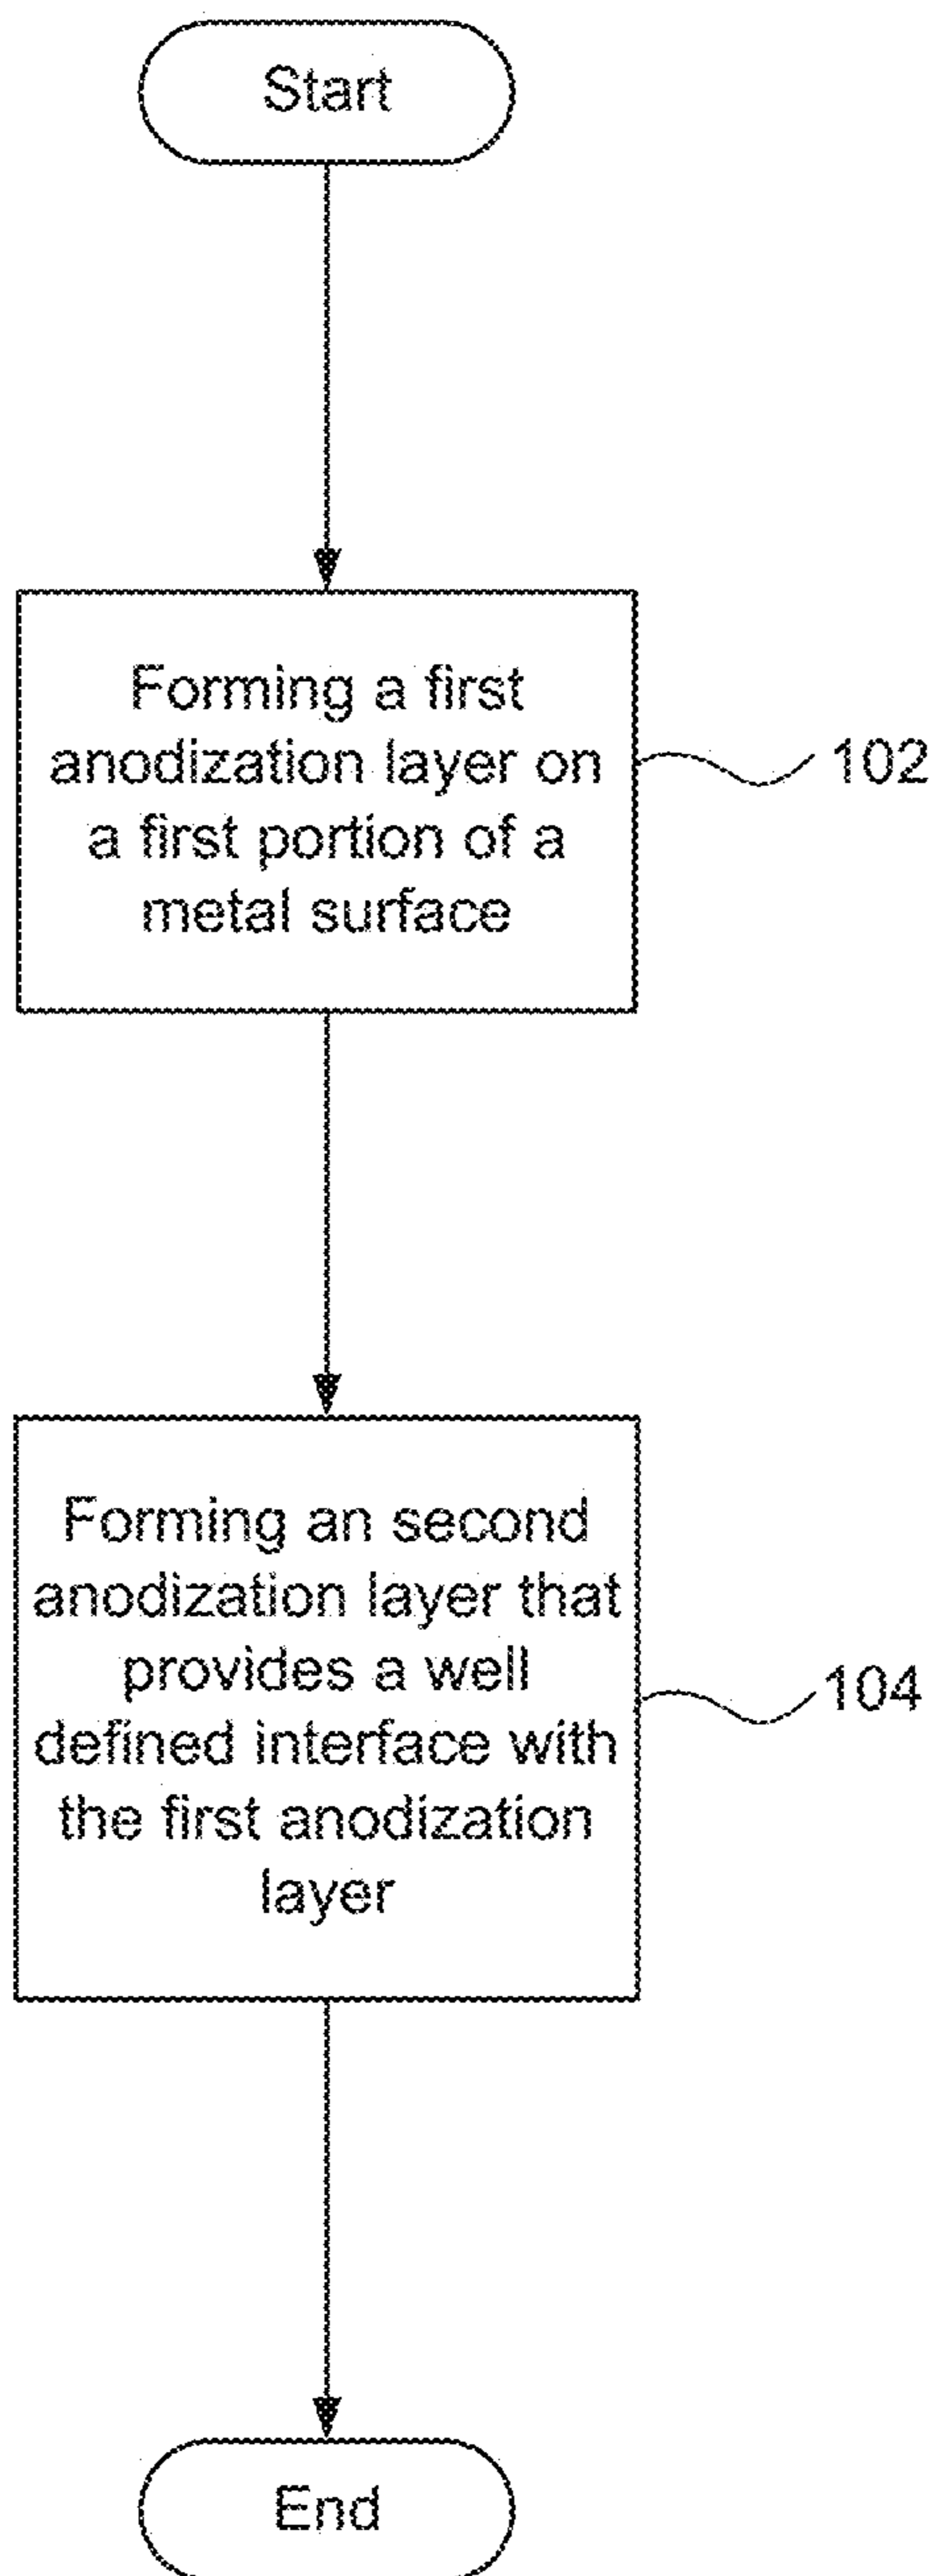 Start
Forming a first
anodization layer on
a first portion of a
metal surface
102
Forming an second
anodization layer that
provides a well
defined interface with
the first anodization
layer
104
End